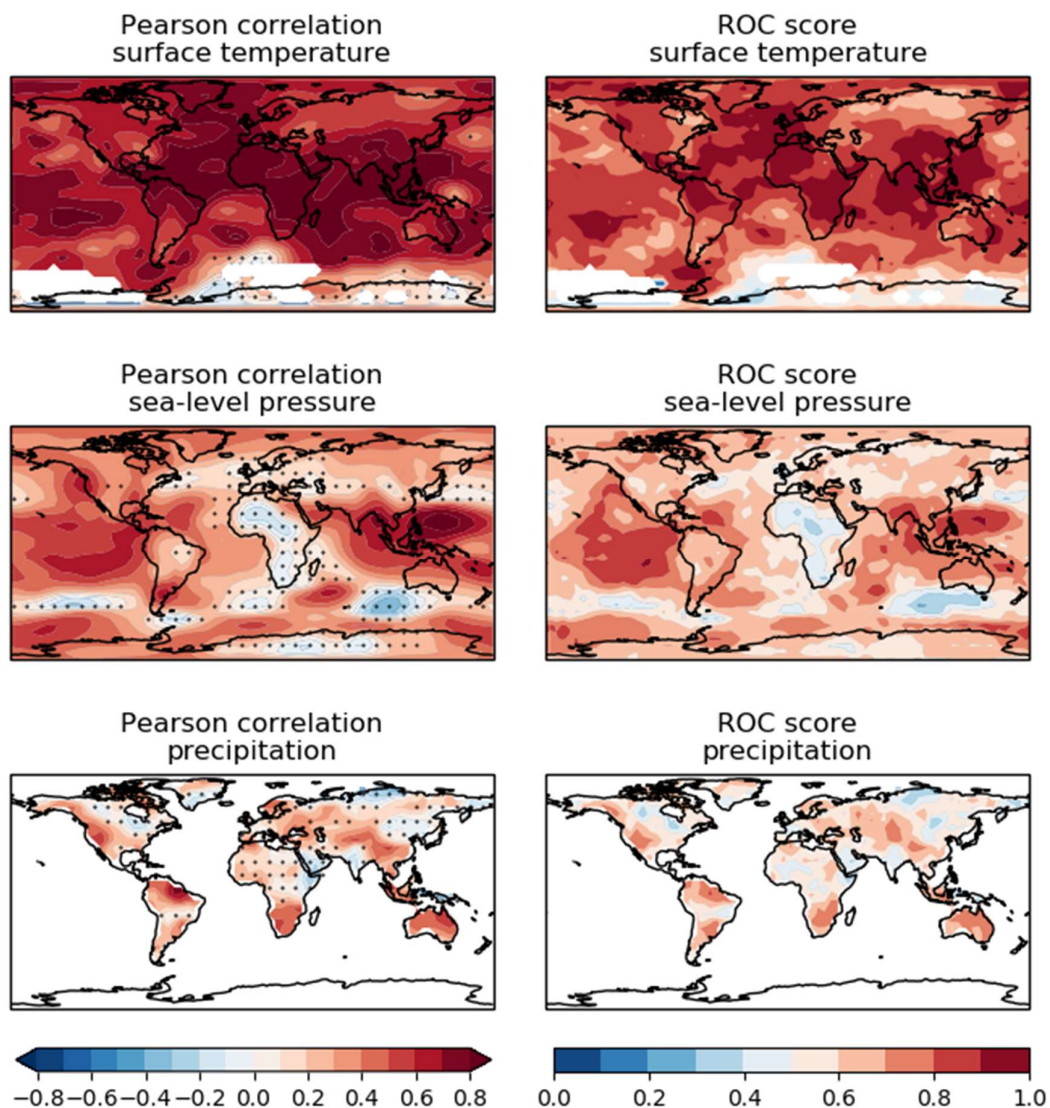 Pearson correlation
surface temperature
ROC score
surface temperature
Pearson correlation
sea-level pressure
ROC score
sea-level pressure
Pearson correlation
precipitation
ROC score
precipitation
−0.8 −0.6 −0.4 −0.2 0.0 0.2 0.4 0.6 0.8
0.0 0.2 0.4 0.6 0.8 1.0